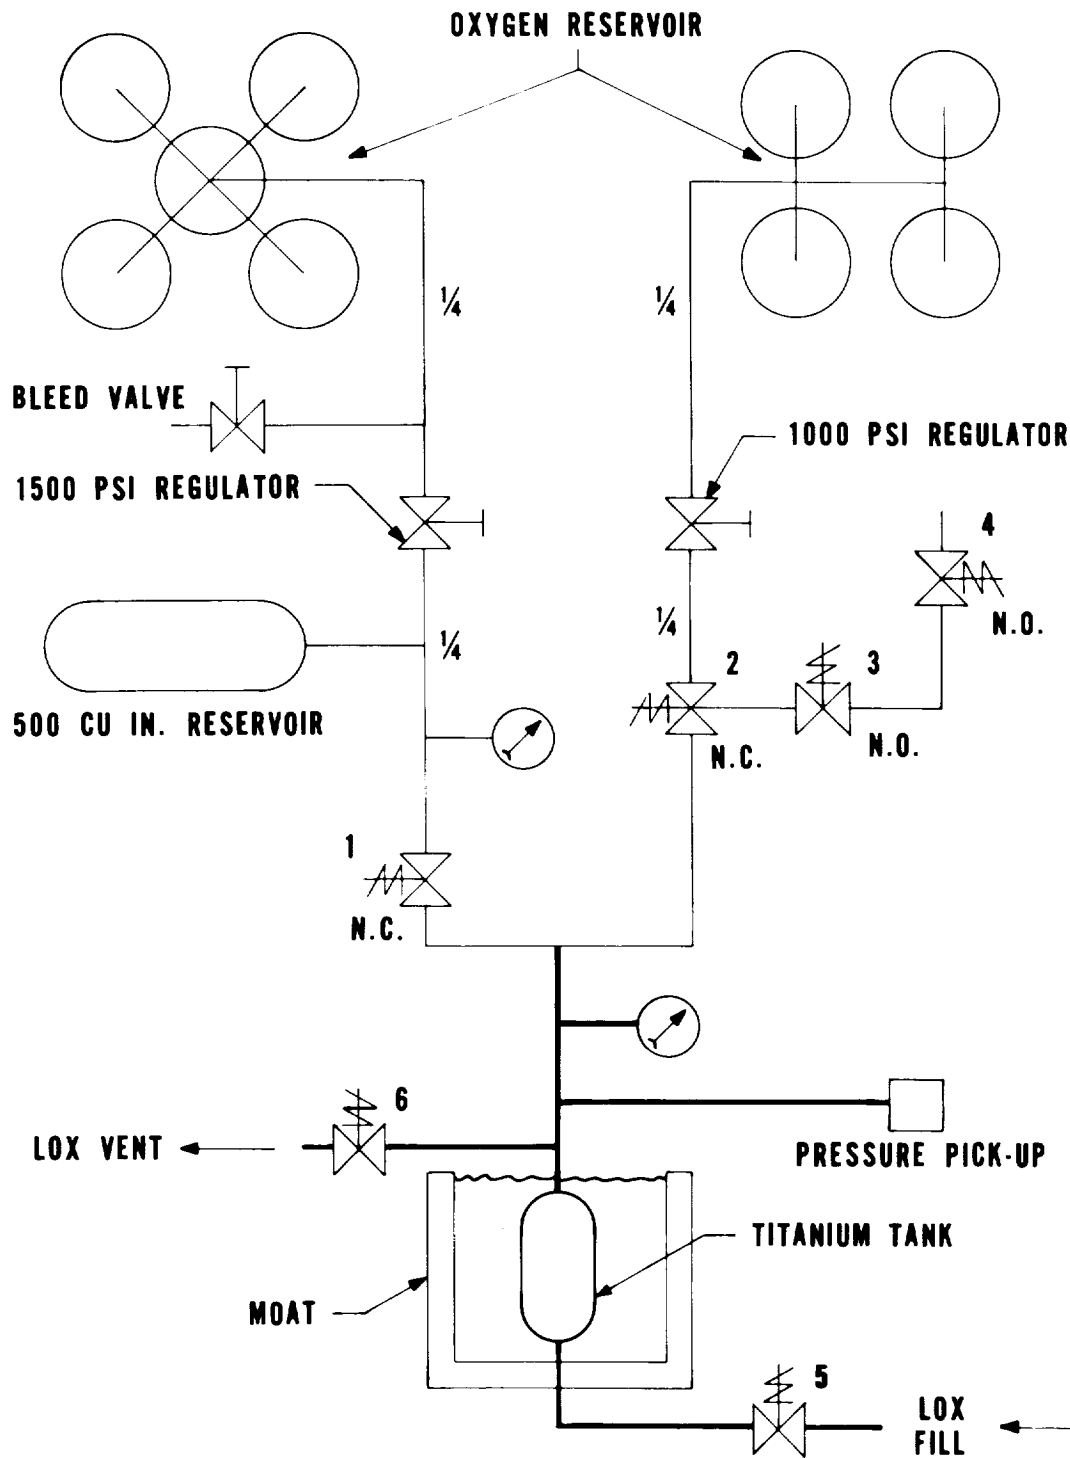 OXYGEN RESERVOIR
¼
¼
BLEED VALVE
1000 PSI REGULATOR
1500 PSI REGULATOR
4
N.O.
¼
¼
2
3
500 CU IN. RESERVOIR
N.C.
N.O.
1
N.C.
6
LOX VENT
PRESSURE PICK-UP
TITANIUM TANK
MOAT
5
LOX
FILL